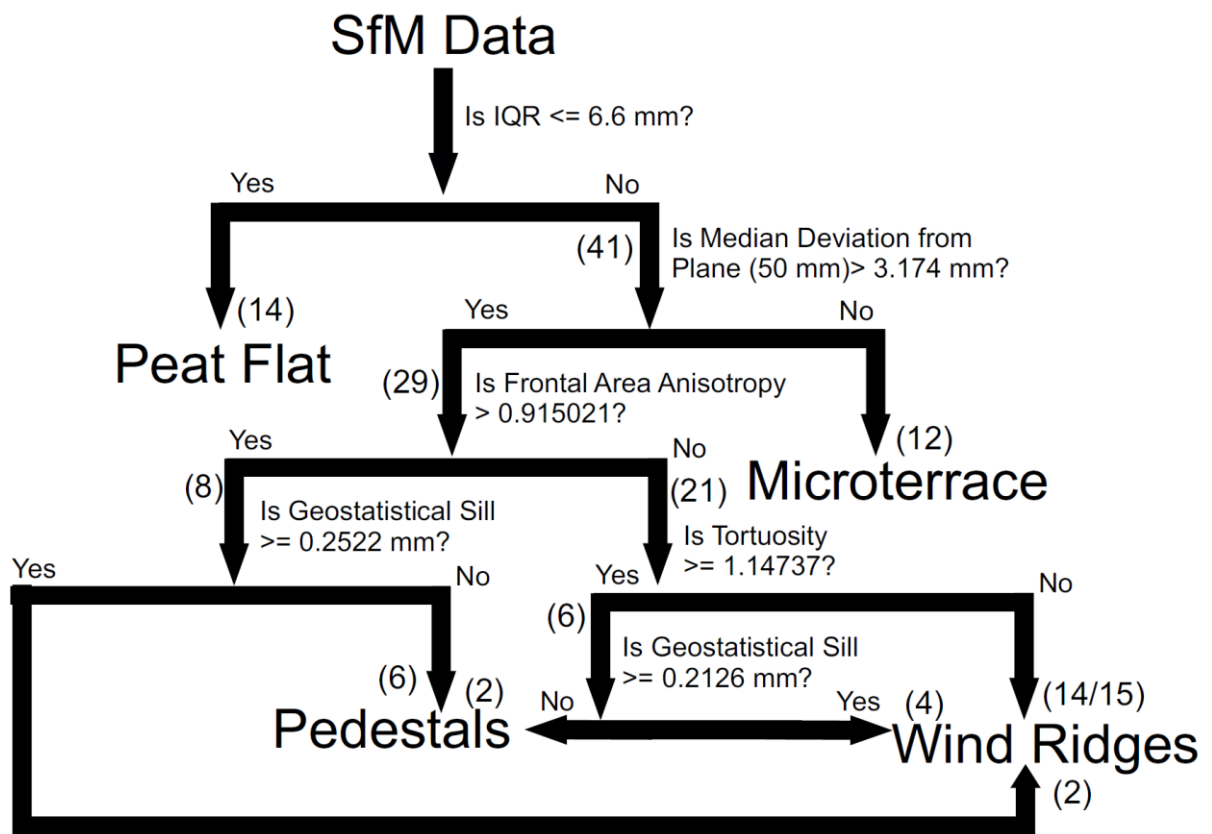 SfM Data
Is IQR <= 6.6 mm?
Yes
No
(41)
Is Median Deviation from
Plane (50 mm)> 3.174 mm?
(14)
Peat Flat
Yes
No
(29)
Is Frontal Area Anisotropy
> 0.915021?
(12)
Microterrace
Yes
No
(8)
(21)
Is Geostatistical Sill
>= 0.2522 mm?
Is Tortuosity
>= 1.14737?
Yes
No
Yes
No
(6)
Is Geostatistical Sill
>= 0.2126 mm?
(6)
(2)
No
Yes
(4)
(14/15)
Pedestals
Wind Ridges
(2)